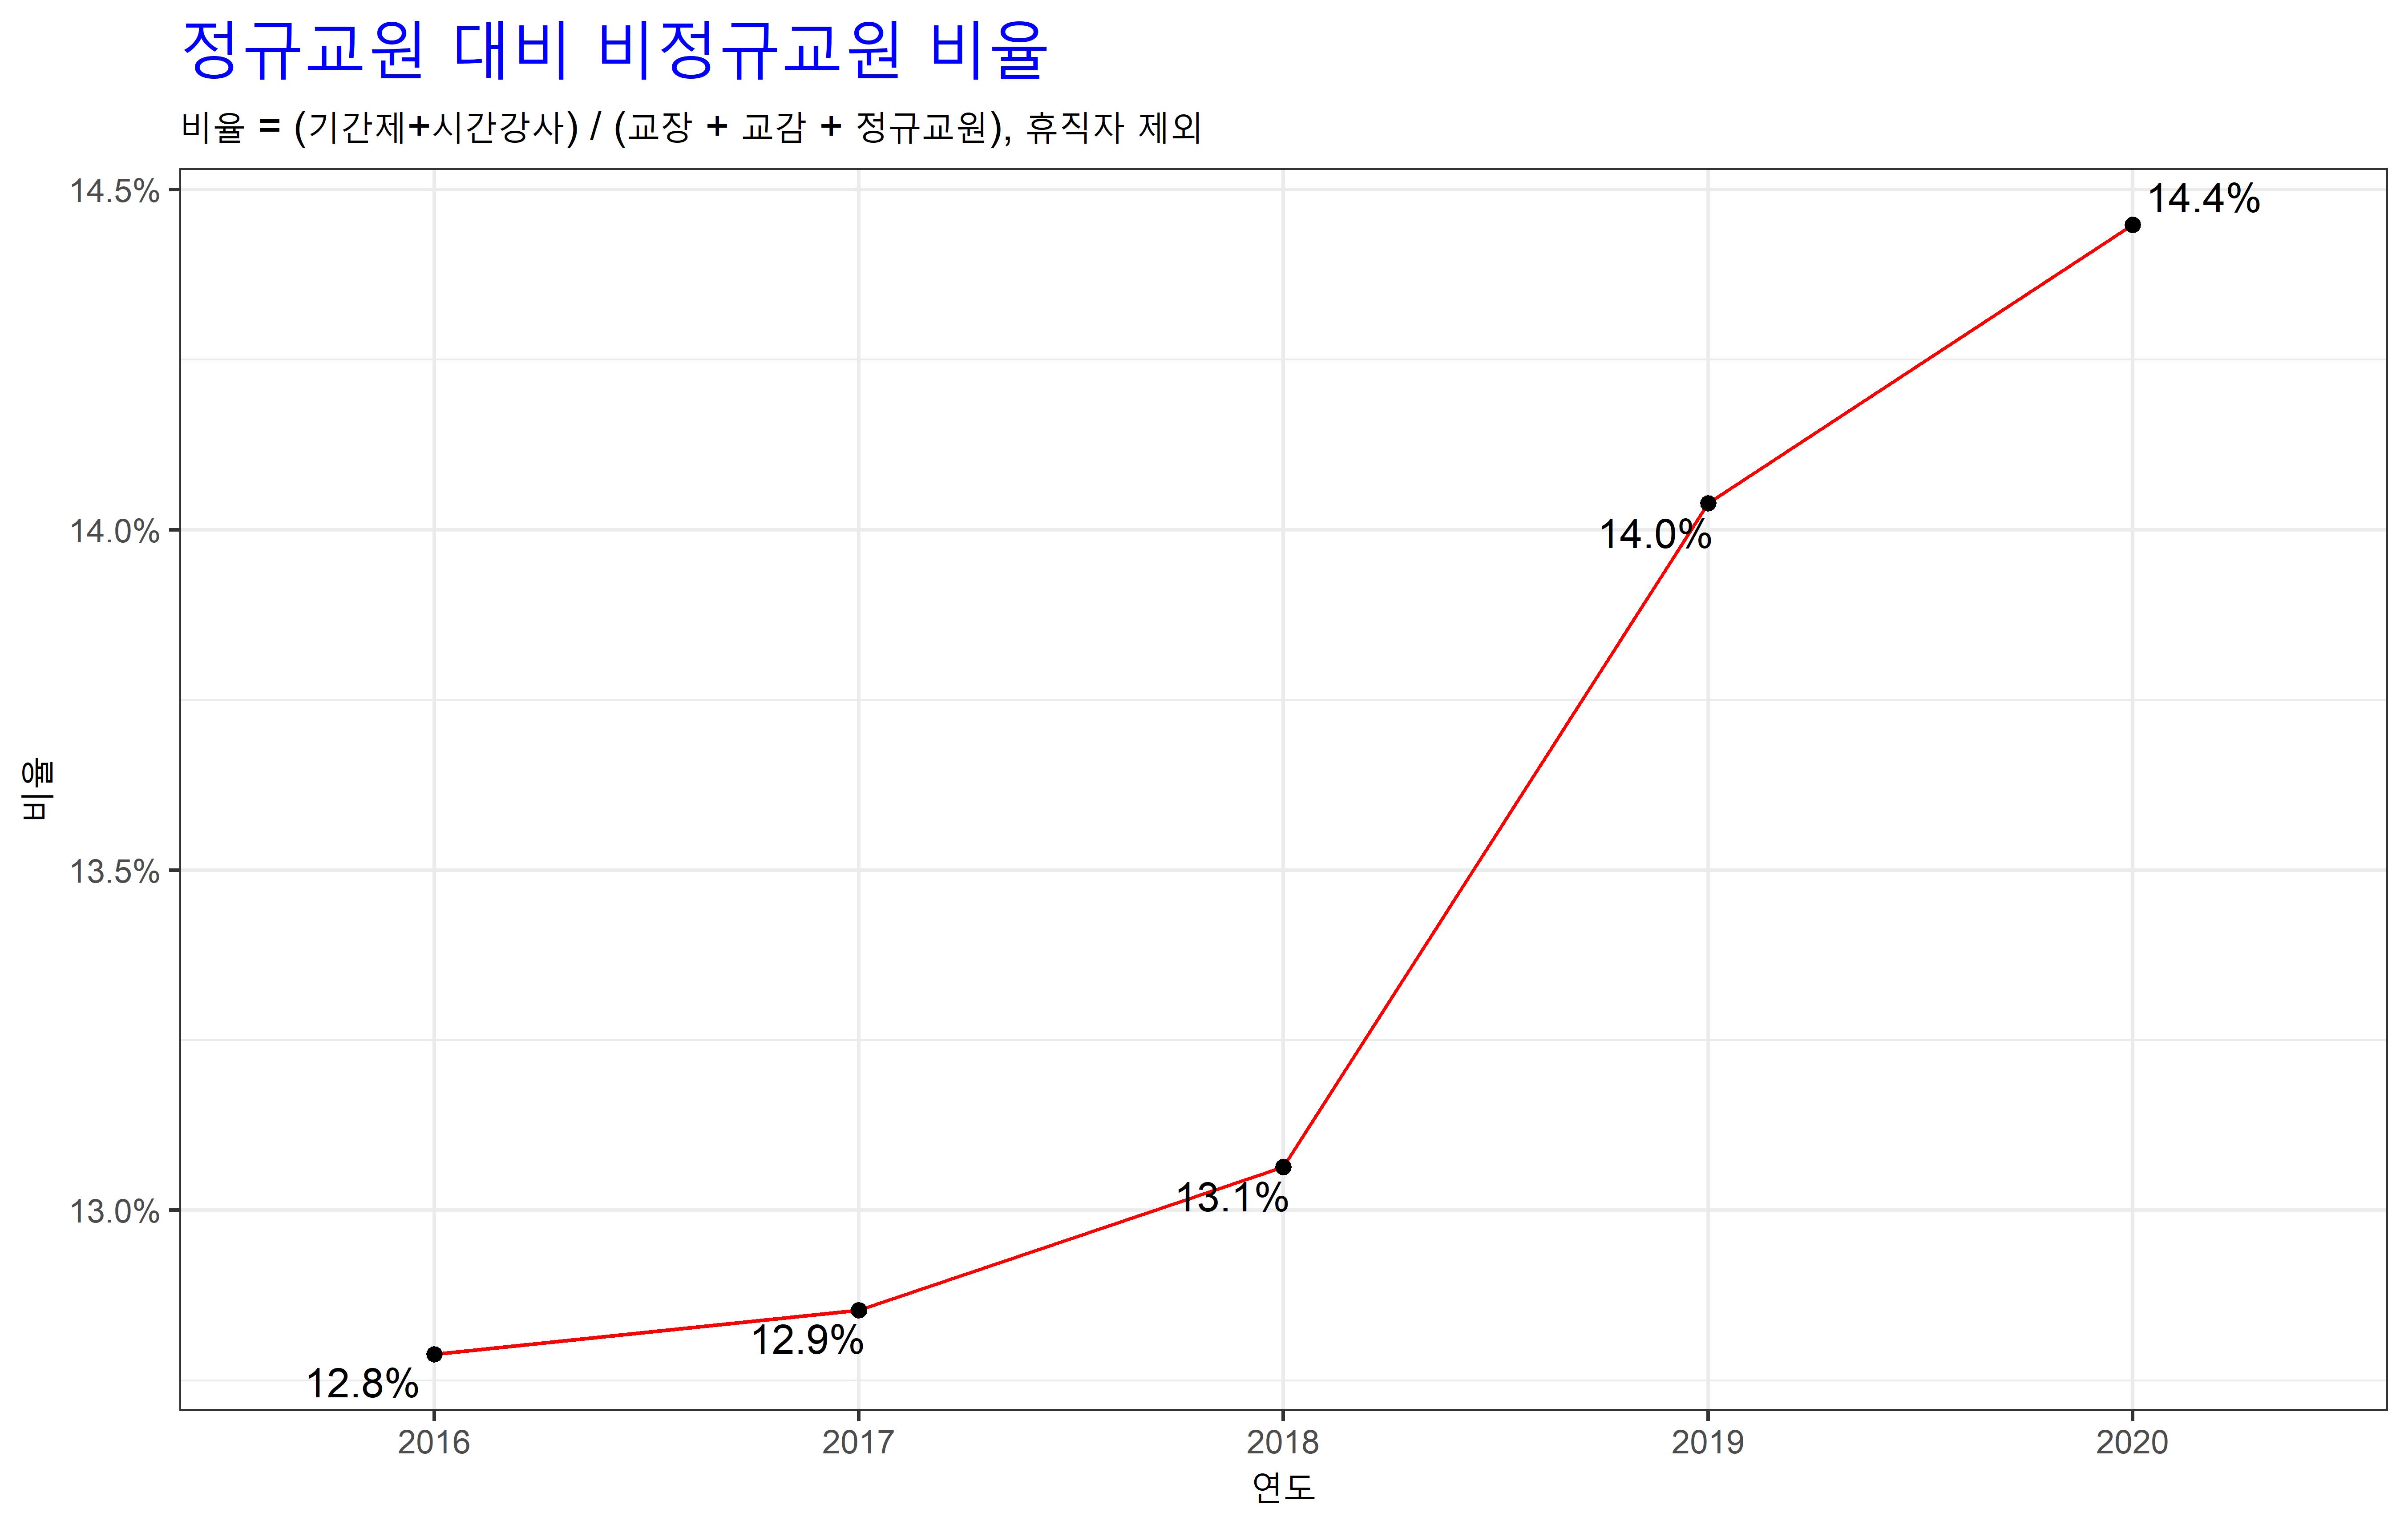 정규교원 대비 비정규교원 비율
비율 = (기간제+시간강사) / (교장 + 교감 + 정규교원), 휴직자 제외
14.5%
14.4%
14.0%
14.0%
비율
13.5%
13.1%
13.0%
12.9%
12.8%
2016 2017 2018 2019 2020
연도